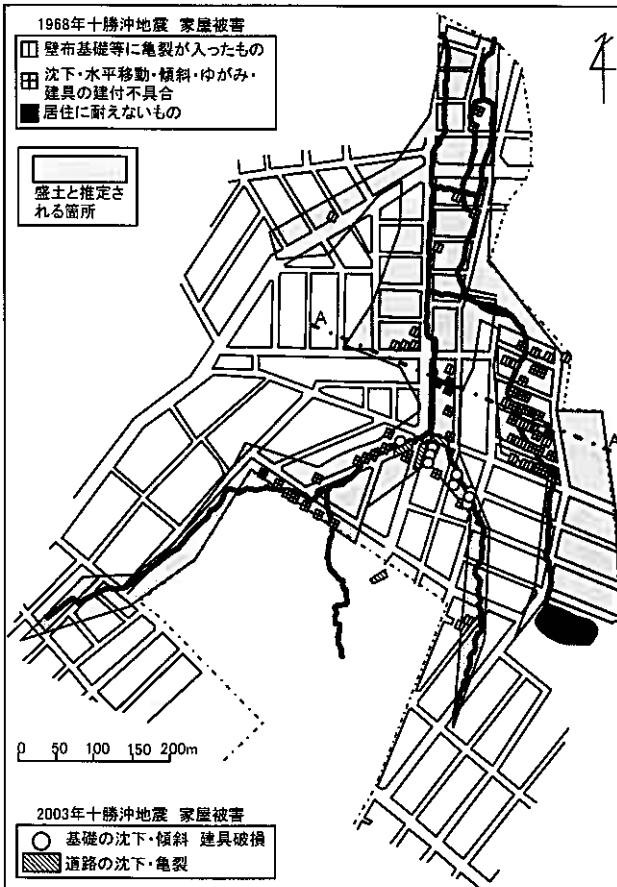 1968年十勝沖地震 家屋被害
壁布基礎等に亀裂が入ったもの
沈下・水平移動・傾斜・ゆがみ・
建具の建付不具合
居住に耐えないもの
盛土と推定さ
れる箇所
4
A
A
0 50 100 150 200m
2003年十勝沖地震 家屋被害
基礎の沈下・傾斜 建具破損
道路の沈下・亀裂